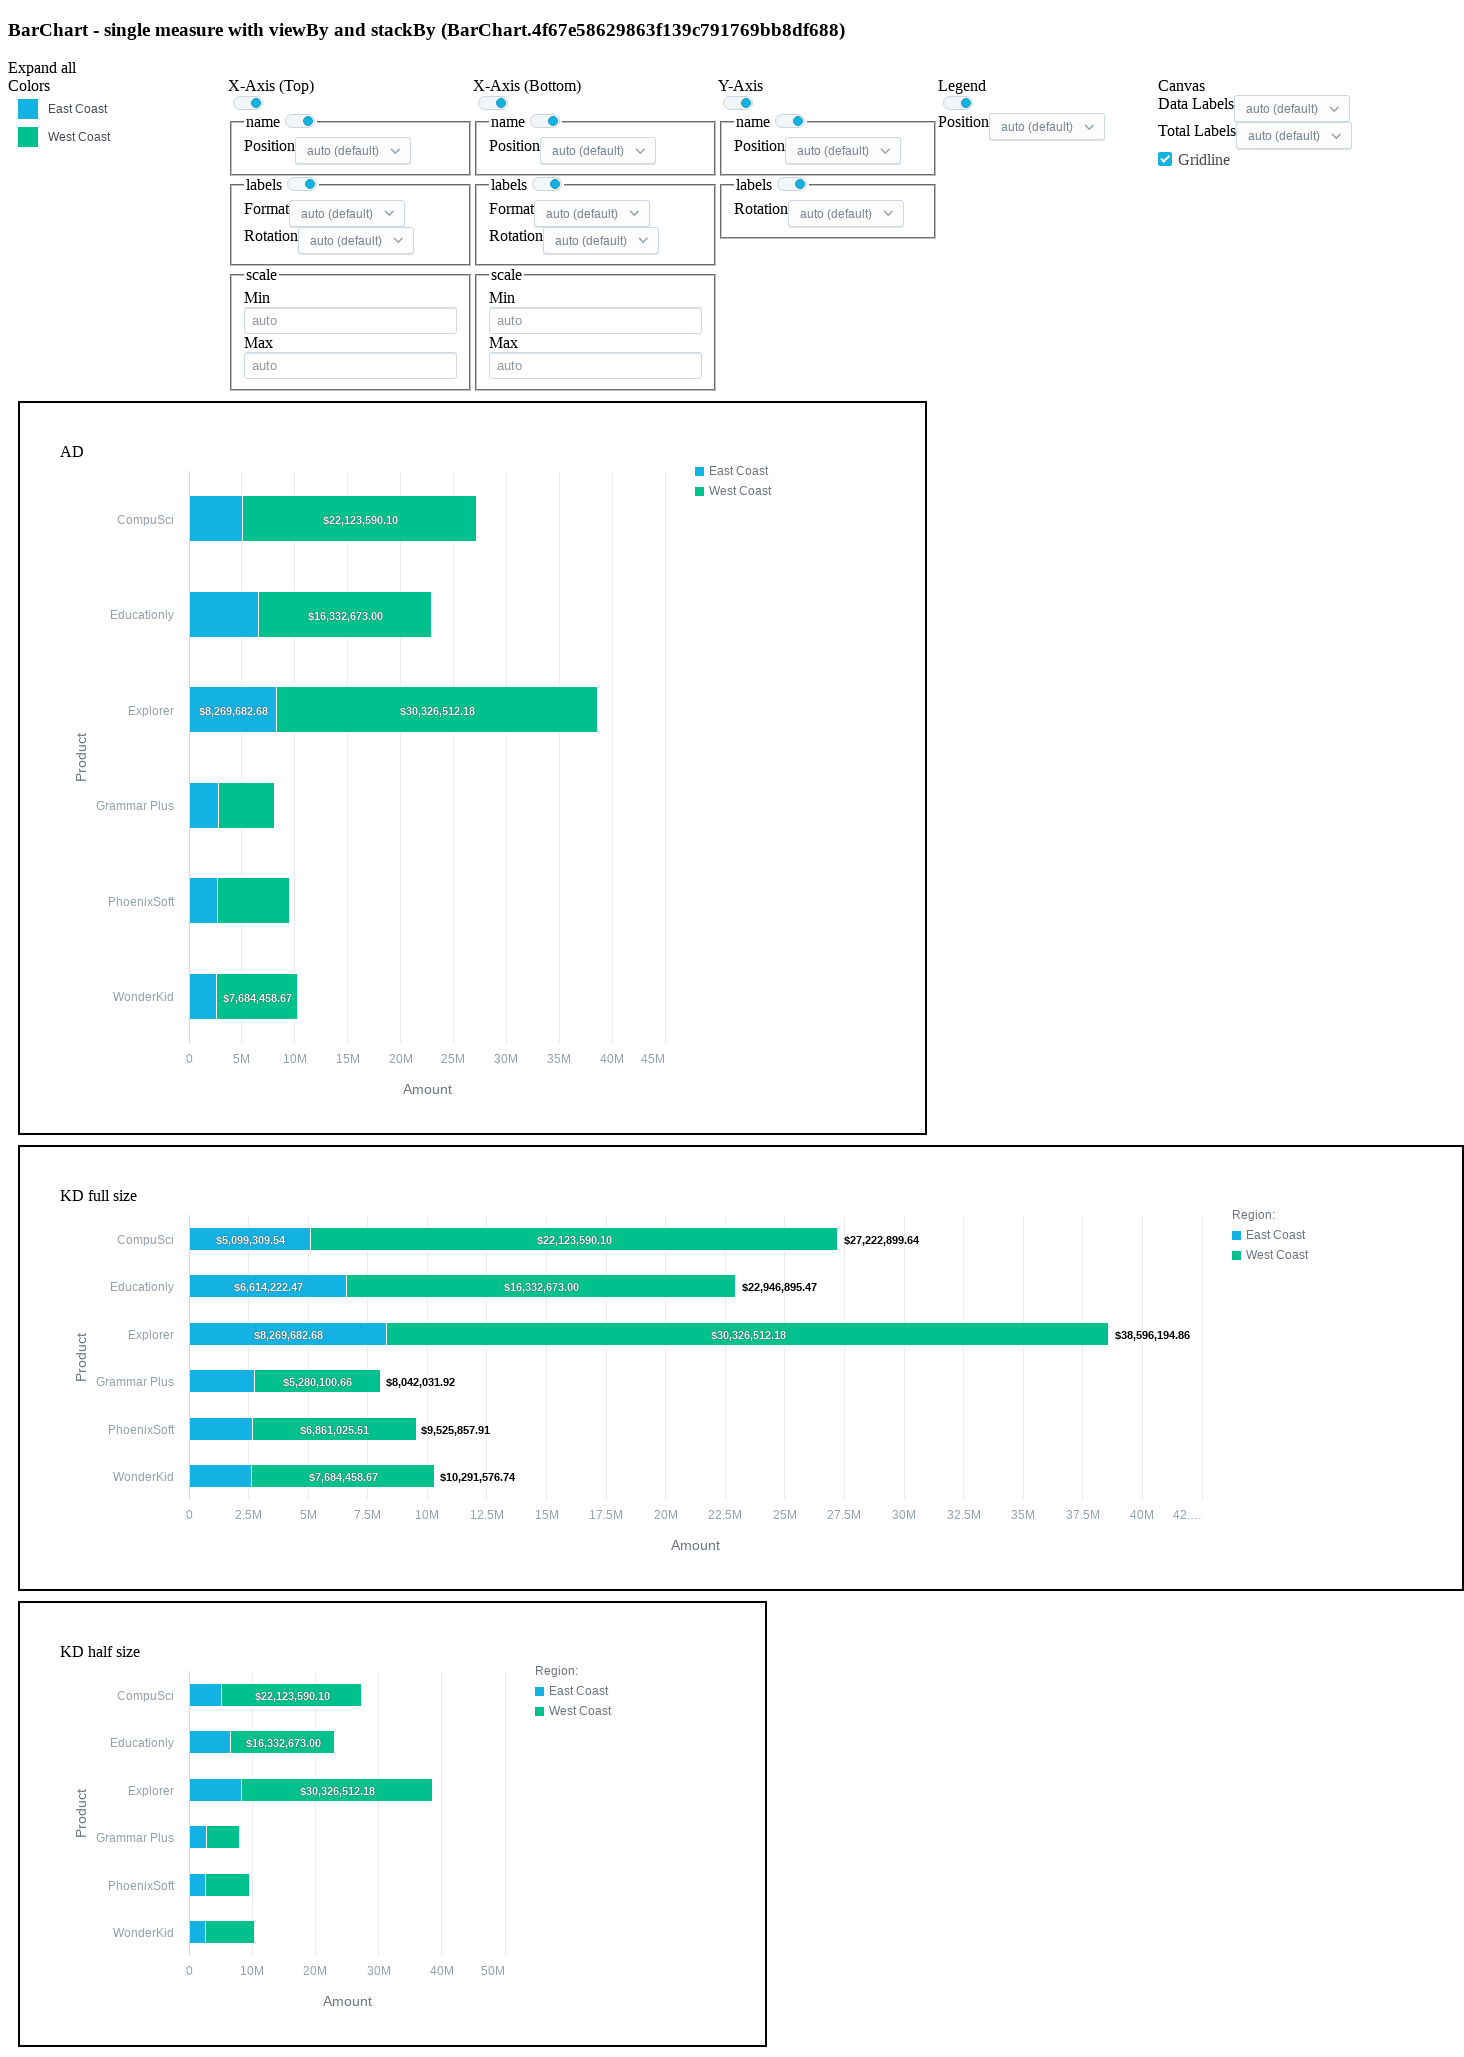 BarChart - single measure with viewBy and stackBy (BarChart.4f67e58629863f139c791769bb8df688)
Expand all
Colors
East Coast
West Coast
X-Axis (Top)
name
Position auto (default)
labels
Format auto (default)
Rotation auto (default)
scale
Min
auto
Max
auto
X-Axis (Bottom)
name
Position auto (default)
labels
Format auto (default)
Rotation auto (default)
scale
Min
auto
Max
auto
Y-Axis
name
Position auto (default)
labels
Rotation auto (default)
Legend
Position auto (default)
Canvas
Data Labels auto (default)
Total Labels auto (default)
Gridline
AD
East Coast
West Coast
CompuSci $22,123,590.10
Educationly $16,332,673.00
Explorer $8,269,682.68 $30,326,512.18
Product
Grammar Plus
PhoenixSoft
WonderKid $7,684,458.67
0 5M 10M 15M 20M 25M 30M 35M 40M 45M
Amount
KD full size
Region:
East Coast
West Coast
CompuSci $5,099,309.54 $22,123,590.10 $27,222,899.64
Educationly $6,614,222.47 $16,332,673.00 $22,946,895.47
Explorer $8,269,682.68 $30,326,512.18 $38,596,194.86
Product
Grammar Plus $5,280,100.66 $8,042,031.92
PhoenixSoft $6,861,025.51 $9,525,857.91
WonderKid $7,684,458.67 $10,291,576.74
0 2.5M 5M 7.5M 10M 12.5M 15M 17.5M 20M 22.5M 25M 27.5M 30M 32.5M 35M 37.5M 40M 42.…
Amount
KD half size
Region:
East Coast
West Coast
CompuSci $22,123,590.10
Educationly $16,332,673.00
Explorer $30,326,512.18
Product
Grammar Plus
PhoenixSoft
WonderKid
0 10M 20M 30M 40M 50M
Amount